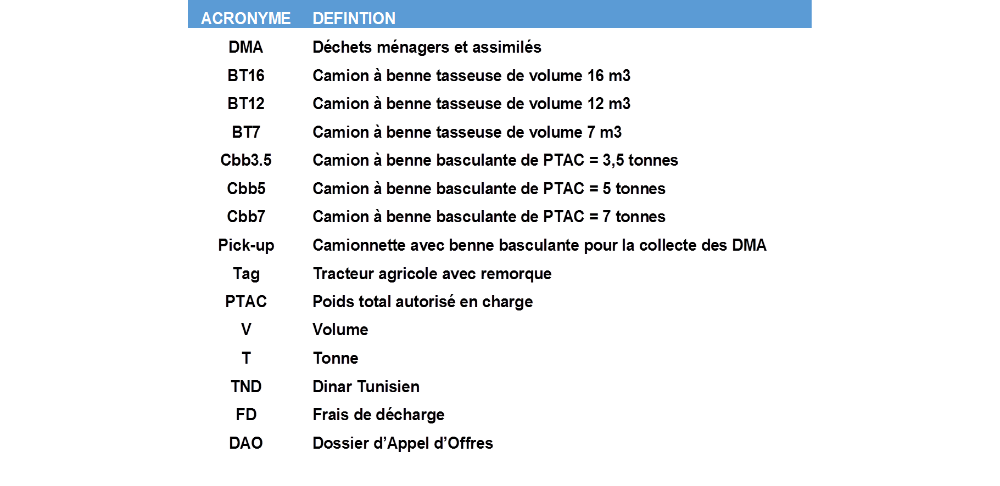 ACRONYME DEFINTION
DMA Déchets ménagers et assimilés
BT16 Camion à benne tasseuse de volume 16 m3
BT12 Camion à benne tasseuse de volume 12 m3
BT7 Camion à benne tasseuse de volume 7 m3
Cbb3.5 Camion à benne basculante de PTAC = 3,5 tonnes
Cbb5 Camion à benne basculante de PTAC = 5 tonnes
Cbb7 Camion à benne basculante de PTAC = 7 tonnes
Pick-up Camionnette avec benne basculante pour la collecte des DMA
Tag Tracteur agricole avec remorque
PTAC Poids total autorisé en charge
V Volume
T Tonne
TND Dinar Tunisien
FD Frais de décharge
DAO Dossier d’Appel d’Offres